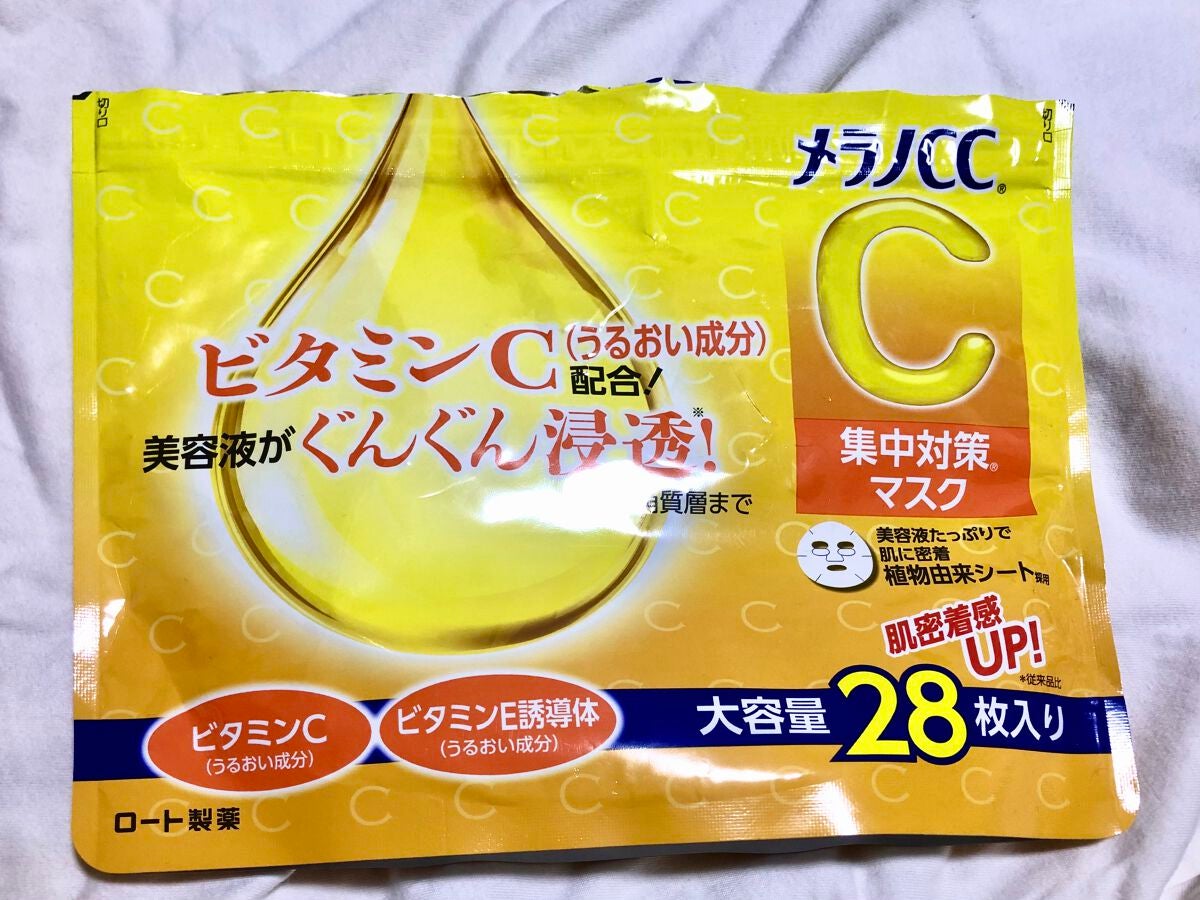 切り口
切り口
メラノCC®
C
ビタミンC(うるおい成分)
配合!
美容液がぐんぐん浸透※!
質層まで
集中対策®
マスク
美容液たっぷりで
肌に密着
植物由来シート採用
肌密着感
UP!
*従来品比
大容量28枚入り
ビタミンC
(うるおい成分)
ビタミンE誘導体
(うるおい成分)
ロート製薬